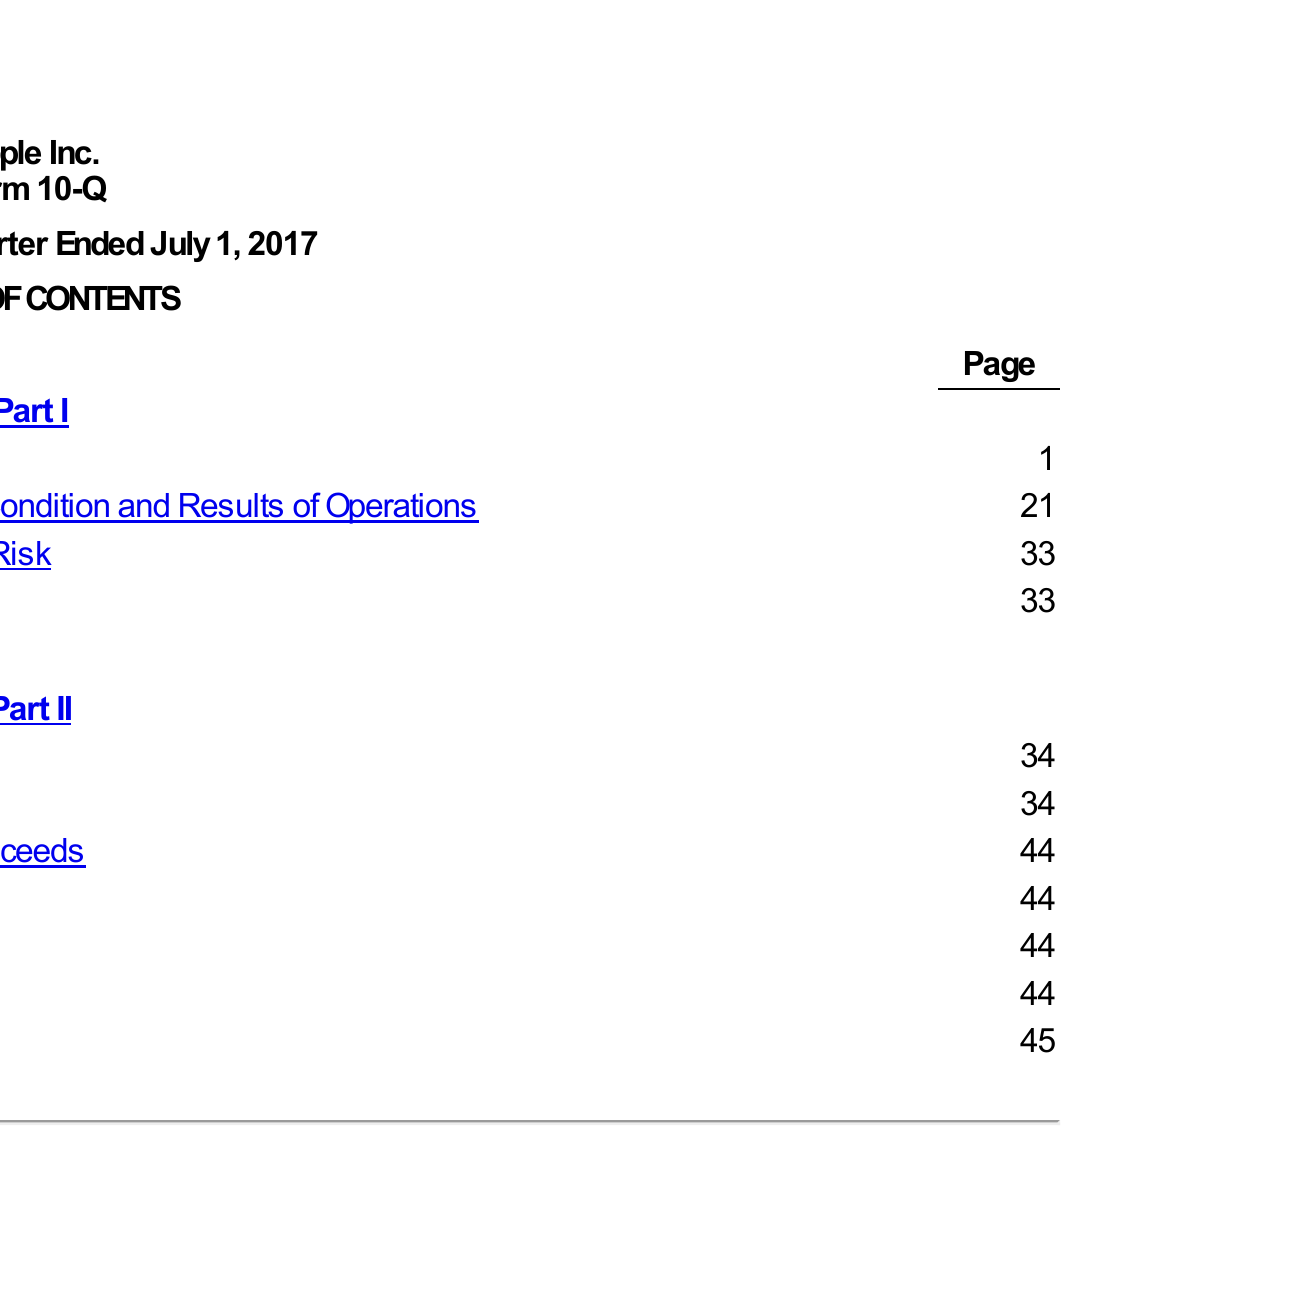 ple Inc.
rm 10-Q
rter Ended July 1, 2017
OF CONTENTS
Page
Part I
1
ondition and Results of Operations 21
Risk 33
33
Part II
34
34
ceeds 44
44
44
44
45